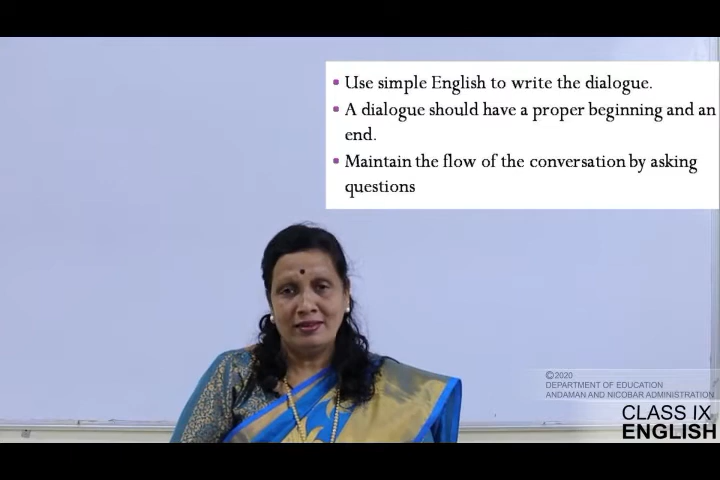 • Use simple English to write the dialogue.
• A dialogue should have a proper beginning and an
end.
• Maintain the flow of the conversation by asking
questions
©2020
DEPARTMENT OF EDUCATION
ANDAMAN AND NICOBAR ADMINISTRATION
CLASS IX
ENGLISH